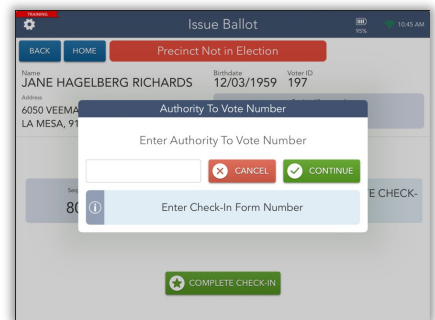 TRAINING
Issue Ballot
95%
10:45 AM
BACK
HOME
Precinct Not in Election
Name
JANE HAGELBERG RICHARDS
Birthdate
12/03/1959
Voter ID
197
Address
6050 VEEMA
LA MESA, 91
Authority To Vote Number
Enter Authority To Vote Number
CANCEL
CONTINUE
Enter Check-In Form Number
Seq
80
E CHECK-
COMPLETE CHECK-IN